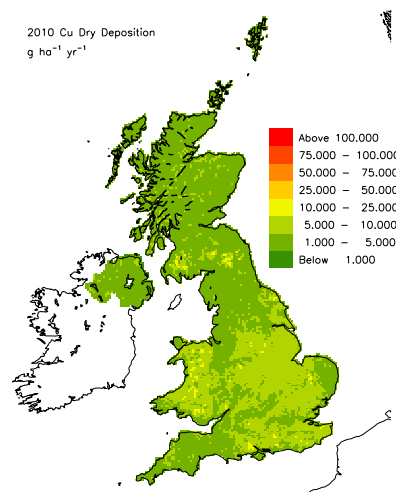 2010 Cu Dry Deposition
g ha⁻¹ yr⁻¹
Above 100.000
75.000 – 100.000
50.000 – 75.000
25.000 – 50.000
10.000 – 25.000
5.000 – 10.000
1.000 – 5.000
Below 1.000